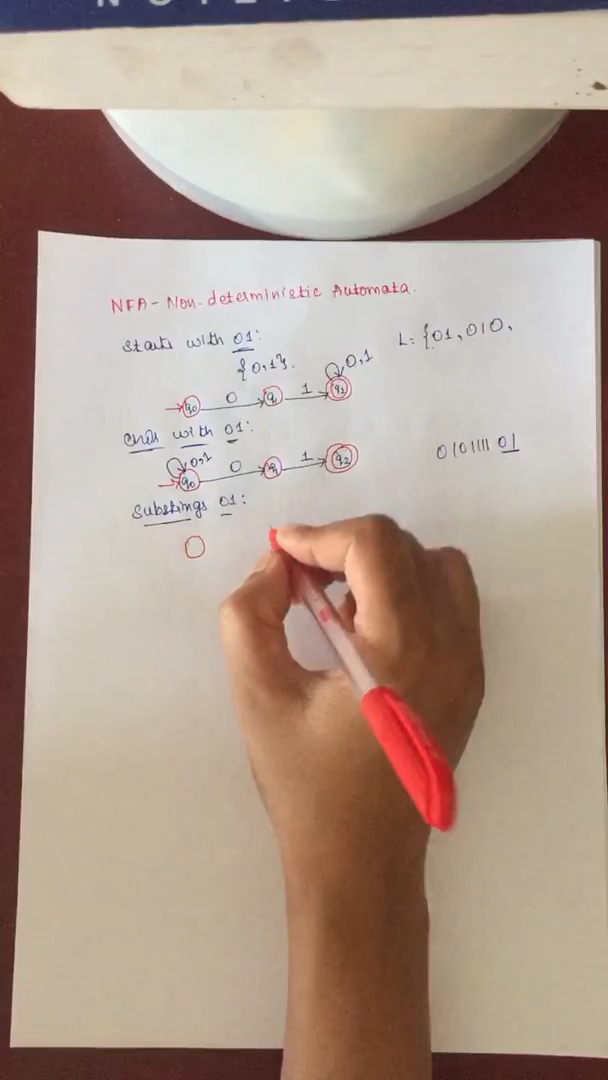 NFA - Non-deterministic Automata.
Starts with 01:
L = {01, 010,
{0,1}.
q0 0 q1 1 q2 0,1
Ends with 01:
0101111 01
0,1 q0 0 q1 1 q2
Substings 01: